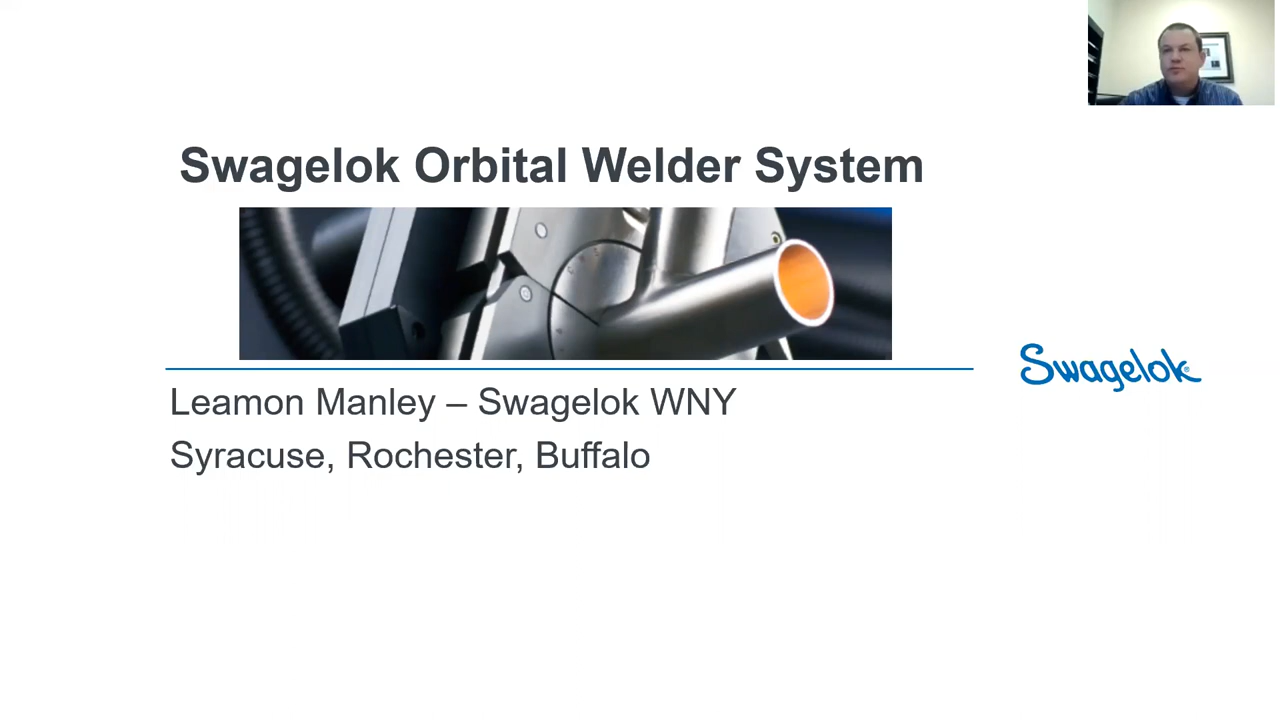 Swagelok Orbital Welder System
Swagelok
Leamon Manley – Swagelok WNY
Syracuse, Rochester, Buffalo